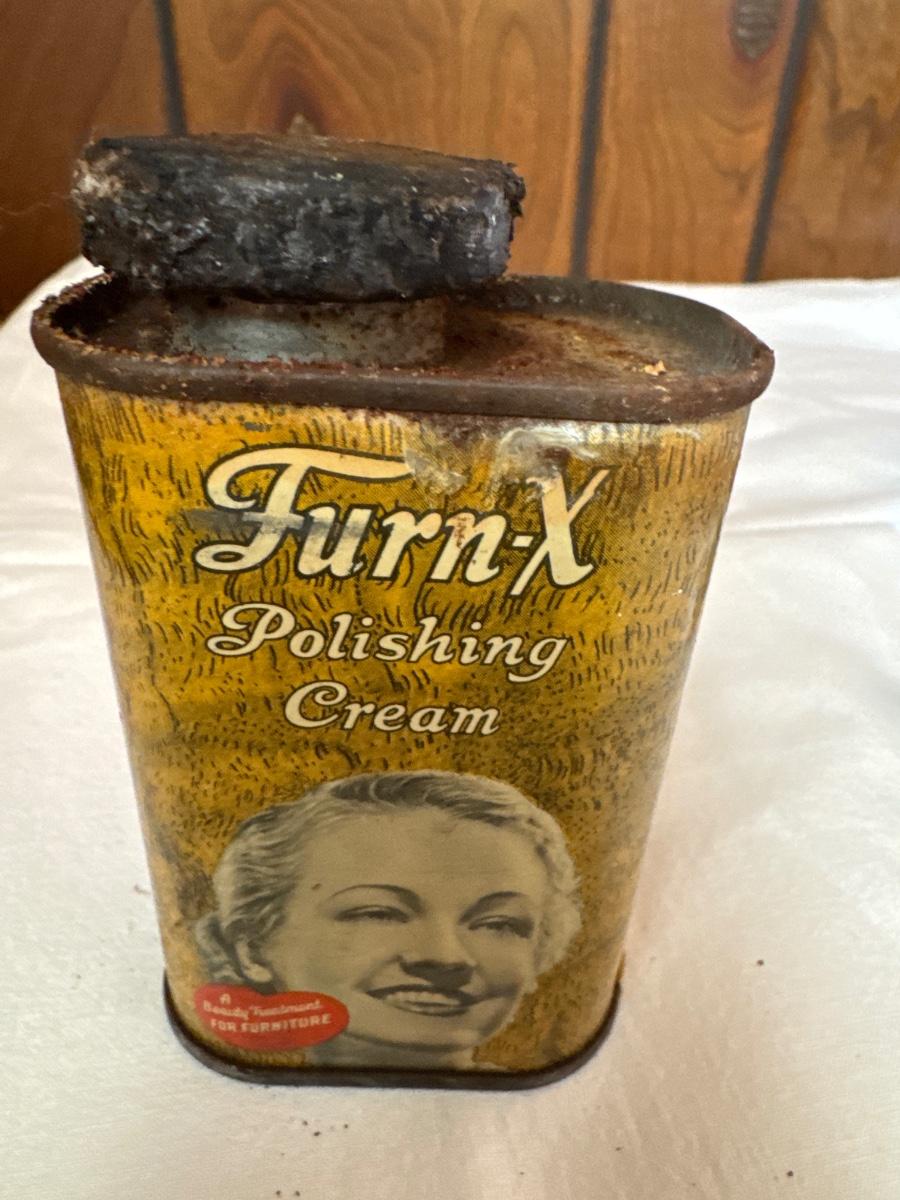 Furn-X
Polishing
Cream
A
Beauty Treatment
FOR FURNITURE